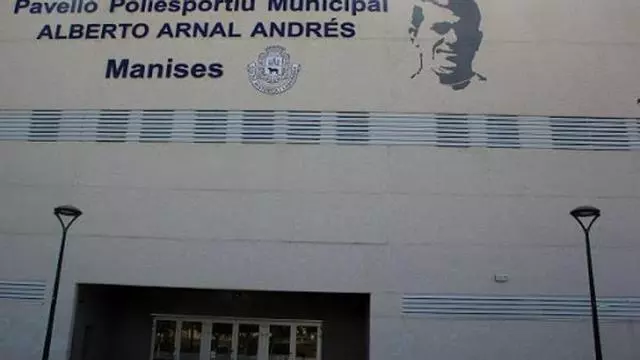 Pavelló Poliesportiu Municipal
ALBERTO ARNAL ANDRÉS
Manises